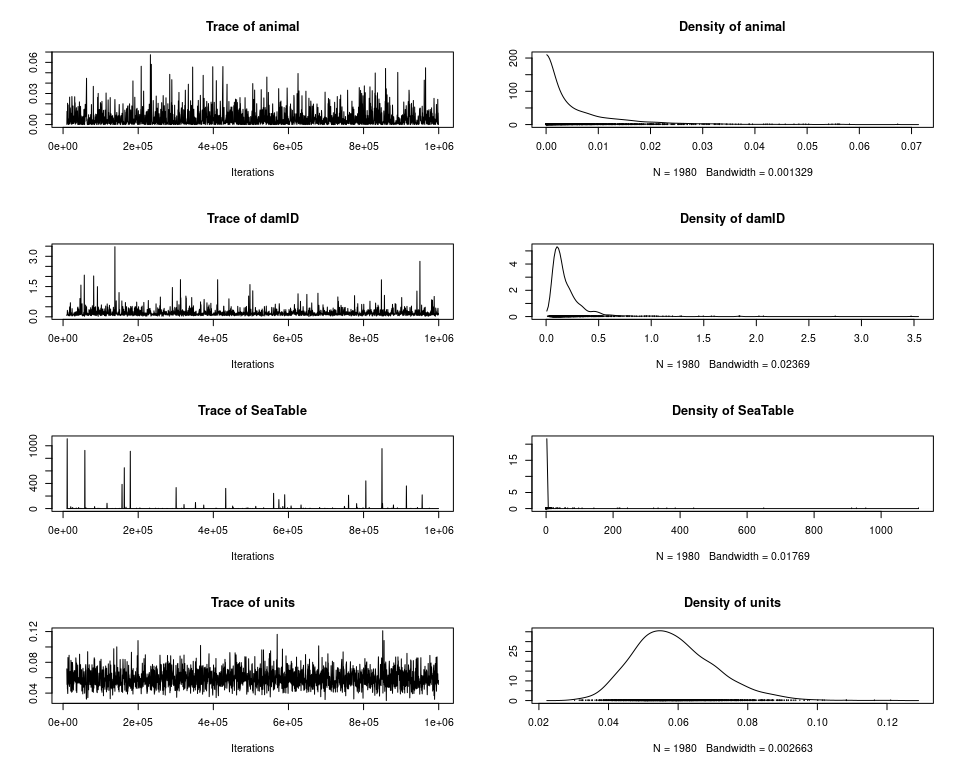 Trace of animal
0.00 0.03 0.06
0e+00 2e+05 4e+05 6e+05 8e+05 1e+06
Iterations
Density of animal
0 100 200
0.00 0.01 0.02 0.03 0.04 0.05 0.06 0.07
N = 1980 Bandwidth = 0.001329
Trace of damID
0.0 1.5 3.0
0e+00 2e+05 4e+05 6e+05 8e+05 1e+06
Iterations
Density of damID
0 2 4
0.0 0.5 1.0 1.5 2.0 2.5 3.0 3.5
N = 1980 Bandwidth = 0.02369
Trace of SeaTable
0 400 1000
0e+00 2e+05 4e+05 6e+05 8e+05 1e+06
Iterations
Density of SeaTable
0 5 15
0 200 400 600 800 1000
N = 1980 Bandwidth = 0.01769
Trace of units
0.04 0.08 0.12
0e+00 2e+05 4e+05 6e+05 8e+05 1e+06
Iterations
Density of units
0 10 25
0.02 0.04 0.06 0.08 0.10 0.12
N = 1980 Bandwidth = 0.002663